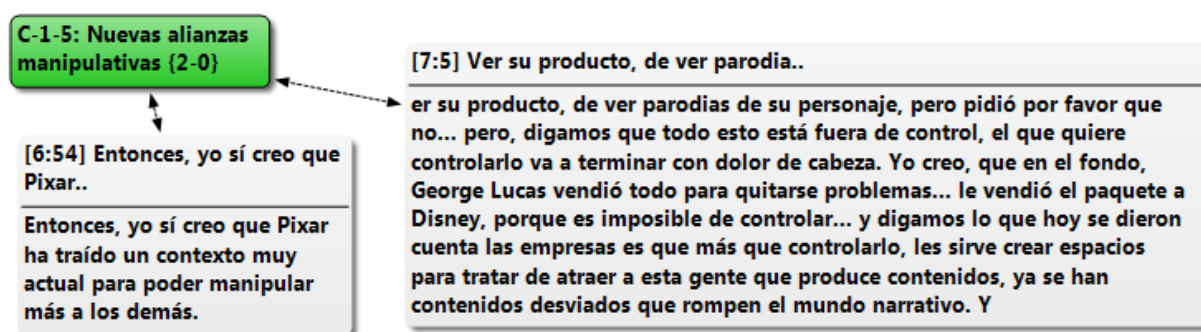 C-1-5: Nuevas alianzas
manipulativas {2-0}
[7:5] Ver su producto, de ver parodia..
er su producto, de ver parodias de su personaje, pero pidió por favor que
no... pero, digamos que todo esto está fuera de control, el que quiere
controlarlo va a terminar con dolor de cabeza. Yo creo, que en el fondo,
George Lucas vendió todo para quitarse problemas... le vendió el paquete a
Disney, porque es imposible de controlar... y digamos lo que hoy se dieron
cuenta las empresas es que más que controlarlo, les sirve crear espacios
para tratar de atraer a esta gente que produce contenidos, ya se han
contenidos desviados que rompen el mundo narrativo. Y
[6:54] Entonces, yo sí creo que
Pixar..
Entonces, yo sí creo que Pixar
ha traído un contexto muy
actual para poder manipular
más a los demás.